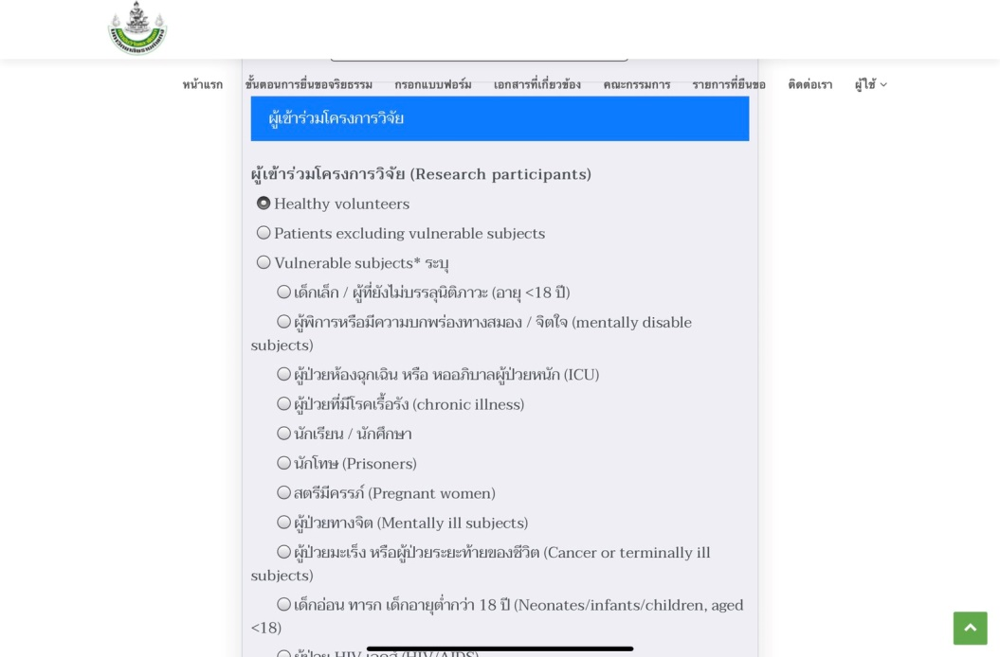 หน้าแรก ขั้นตอนการยื่นขอจริยธรรม กรอกแบบฟอร์ม เอกสารที่เกี่ยวข้อง คณะกรรมการ รายการที่ยื่นขอ ติดต่อเรา ผู้ใช้
ผู้เข้าร่วมโครงการวิจัย
ผู้เข้าร่วมโครงการวิจัย (Research participants)
Healthy volunteers
Patients excluding vulnerable subjects
Vulnerable subjects* ระบุ
เด็กเล็ก / ผู้ที่ยังไม่บรรลุนิติภาวะ (อายุ <18 ปี)
ผู้พิการหรือมีความบกพร่องทางสมอง / จิตใจ (mentally disable
subjects)
ผู้ป่วยห้องฉุกเฉิน หรือ หออภิบาลผู้ป่วยหนัก (ICU)
ผู้ป่วยที่มีโรคเรื้อรัง (chronic illness)
นักเรียน / นักศึกษา
นักโทษ (Prisoners)
สตรีมีครรภ์ (Pregnant women)
ผู้ป่วยทางจิต (Mentally ill subjects)
ผู้ป่วยมะเร็ง หรือผู้ป่วยระยะท้ายของชีวิต (Cancer or terminally ill
subjects)
เด็กอ่อน ทารก เด็กอายุต่ำกว่า 18 ปี (Neonates/infants/children, aged
<18)
ผู้ป่วย HIV เอดส์ (HIV/AIDS)